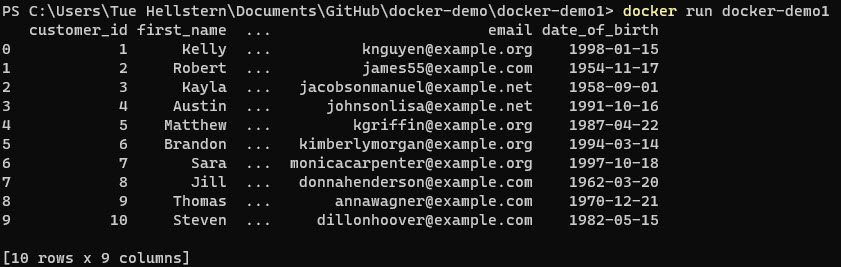 PS C:\Users\Tue Hellstern\Documents\GitHub\docker-demo\docker-demo1> docker run docker-demo1
   customer_id first_name  ...                        email date_of_birth
0            1      Kelly  ...          knguyen@example.org    1998-01-15
1            2     Robert  ...          james55@example.com    1954-11-17
2            3      Kayla  ...   jacobsonmanuel@example.net    1958-09-01
3            4     Austin  ...      johnsonlisa@example.net    1991-10-16
4            5    Matthew  ...         kgriffin@example.org    1987-04-22
5            6    Brandon  ...   kimberlymorgan@example.org    1994-03-14
6            7       Sara  ...  monicacarpenter@example.org    1997-10-18
7            8       Jill  ...   donnahenderson@example.com    1962-03-20
8            9     Thomas  ...       annawagner@example.com    1970-12-21
9           10     Steven  ...     dillonhoover@example.com    1982-05-15

[10 rows x 9 columns]